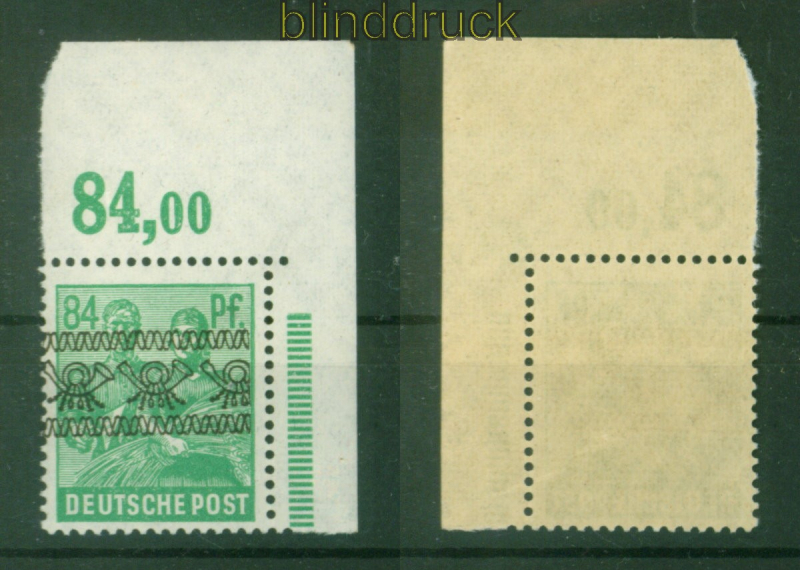 blinddruck
84,00
84 Pf.
DEUTSCHE POST